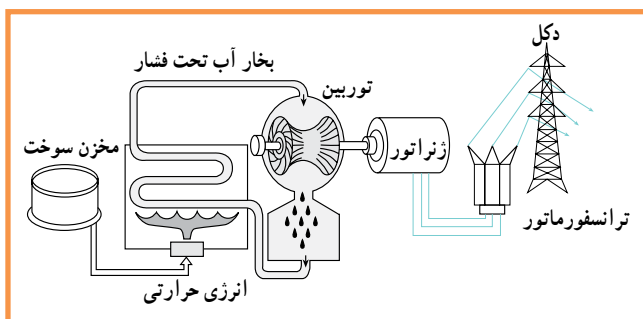 دکل
بخار آب تحت فشار
توربین
مخزن سوخت
ژنراتور
ترانسفورماتور
انرژی حرارتی